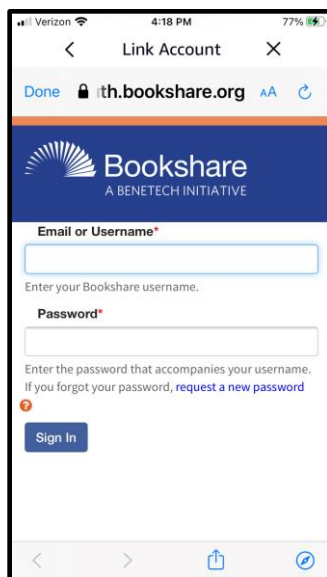 Verizon 4:18 PM 77%
Link Account
Done th.bookshare.org AA
Bookshare
A BENETECH INITIATIVE
Email or Username*
Enter your Bookshare username.
Password*
Enter the password that accompanies your username.
If you forgot your password, request a new password
?
Sign In